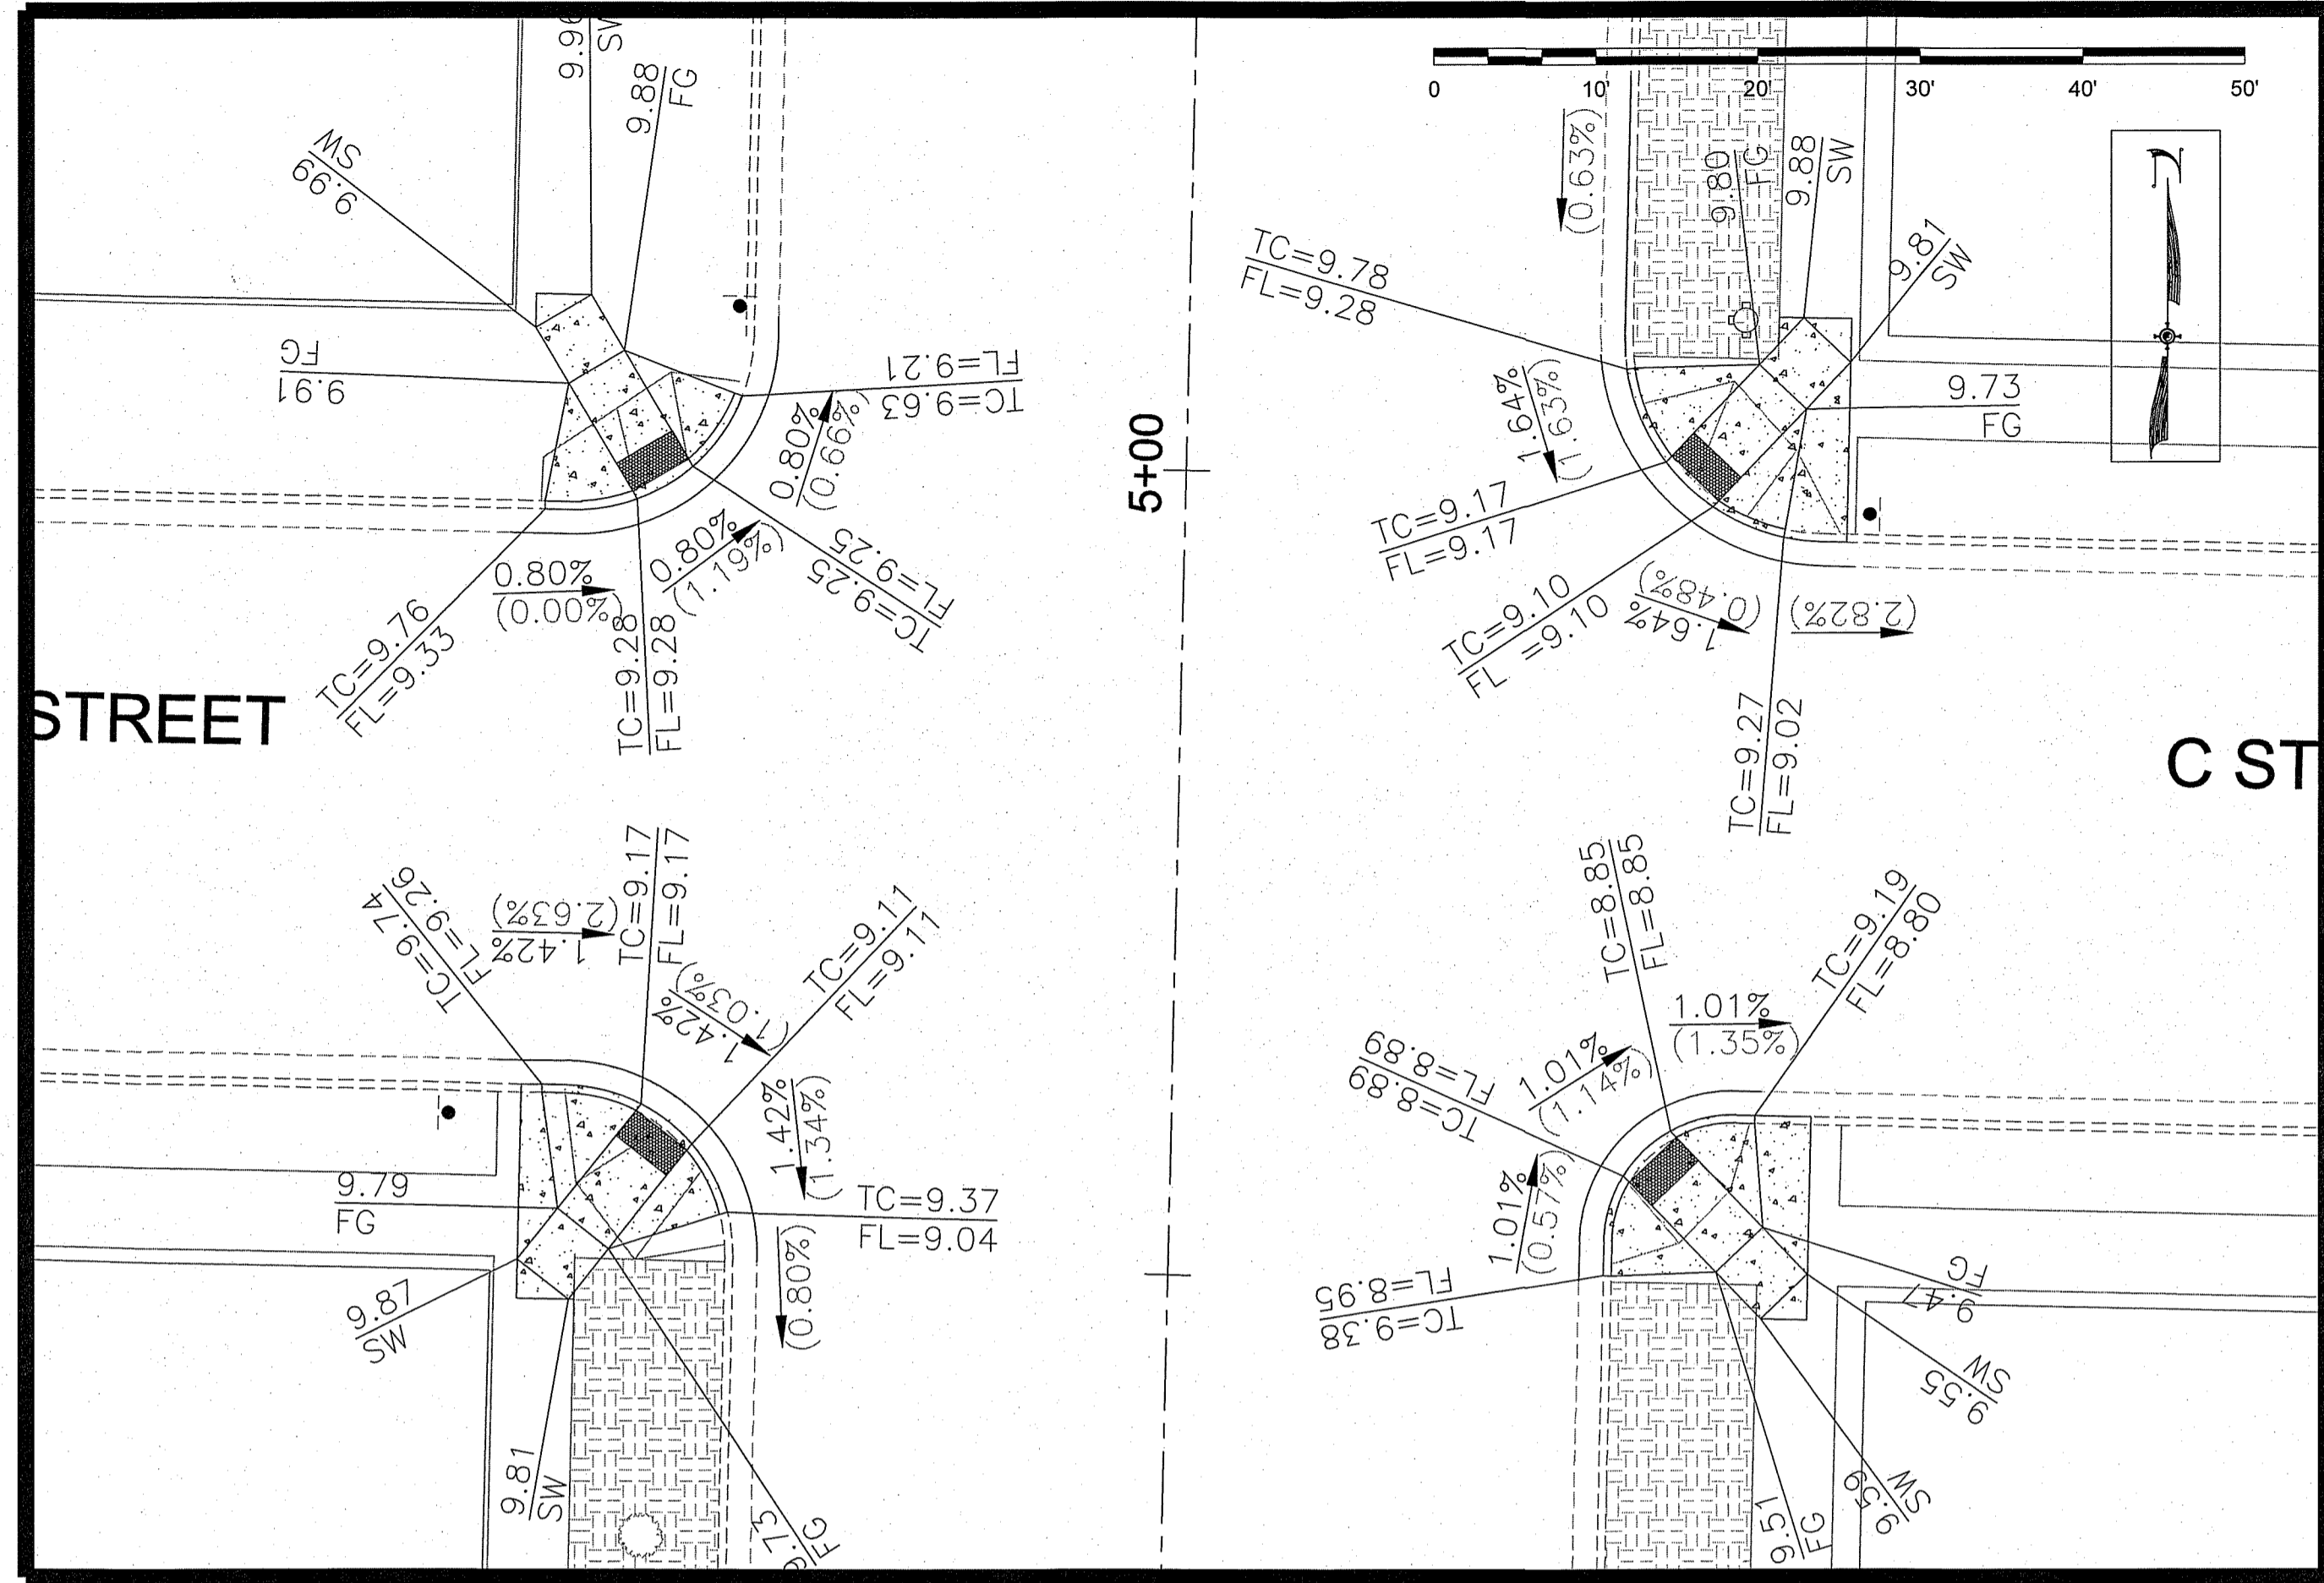 9.96
SW
9.88
FG
9.99
SW
FG
9.91
FL=9.21
TC=9.63
0.80%
(0.66%)
0.80%
(1.19%)
TC=9.25
FL=9.25
0.80%
(0.00%)
TC=9.76
FL=9.33
TC=9.28
FL=9.28
STREET
5+00
0
10'
20'
30'
40'
50'
(0.63%)
9.80
FG
9.88
SW
9.81
SW
TC=9.78
FL=9.28
1.64%
(1.63%)
9.73
FG
TC=9.17
FL=9.17
TC=9.10
FL =9.10
1.64%
(0.48%)
(2.82%)
TC=9.27
FL=9.02
C ST
TC=9.74
FL=9.26
1.42%
(2.63%)
TC=9.17
FL=9.17
1.42%
(1.03%)
TC=9.11
FL=9.11
1.42%
(1.34%)
9.79
FG
TC=9.37
FL=9.04
(0.80%)
9.87
SW
9.81
SW
9.73
FG
TC=8.85
FL=8.85
TC=9.19
FL=8.80
1.01%
(1.35%)
FL=8.89
TC=8.89
1.01%
(1.14%)
1.01%
(0.57%)
FL=8.95
TC=9.38
FG
9.47
SW
9.55
SW
9.59
9.51
FG